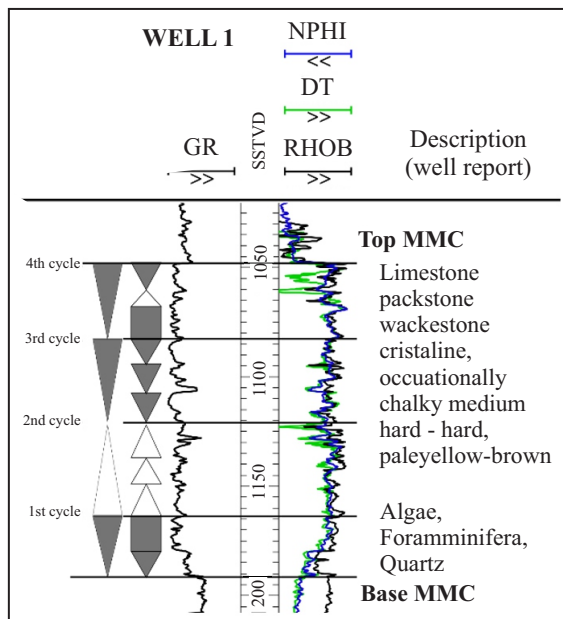 WELL 1
NPHI
<<
DT
>>
GR
SSTVD
RHOB
>>
>>
Description
(well report)
Top MMC
4th cycle
1050
Limestone
packstone
wackestone
cristaline,
occuationally
chalky medium
hard - hard,
paleyellow-brown
3rd cycle
1100
2nd cycle
1150
1st cycle
Algae,
Foramminifera,
Quartz
1200
Base MMC